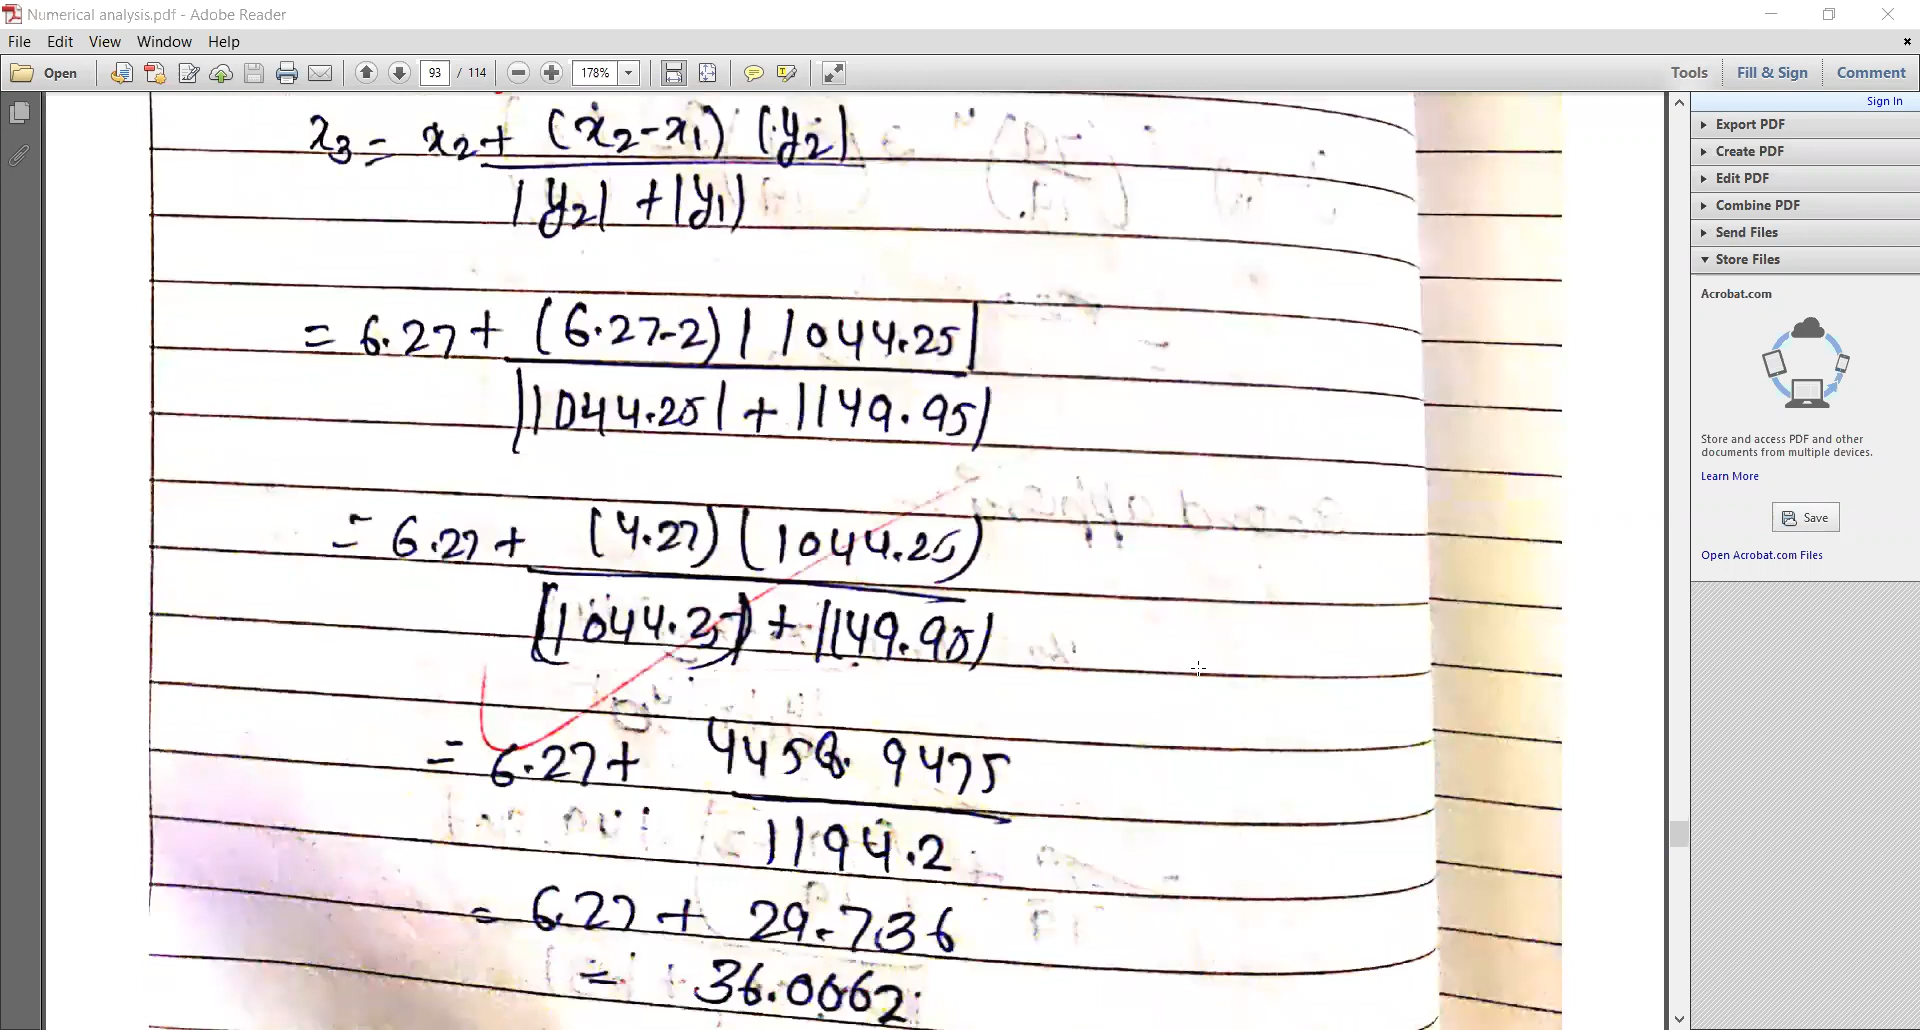 Numerical analysis.pdf - Adobe Reader
File Edit View Window Help
Open 93 / 114 178% Tools Fill & Sign Comment
Sign In
Export PDF
Create PDF
Edit PDF
Combine PDF
Send Files
Store Files
Acrobat.com
Store and access PDF and other
documents from multiple devices.
Learn More
Save
Open Acrobat.com Files
x3 = x2 + (x2-x1) (y2)
|y2| + |y1|
= 6.27 + (6.27-2) | 1044.25|
|1044.25| + |149.95|
= 6.27 + (4.27) (1044.25)
|1044.25| + |149.95|
= 6.27 + 4458.9475
1194.2
= 6.27 + 29.736
= 36.0062